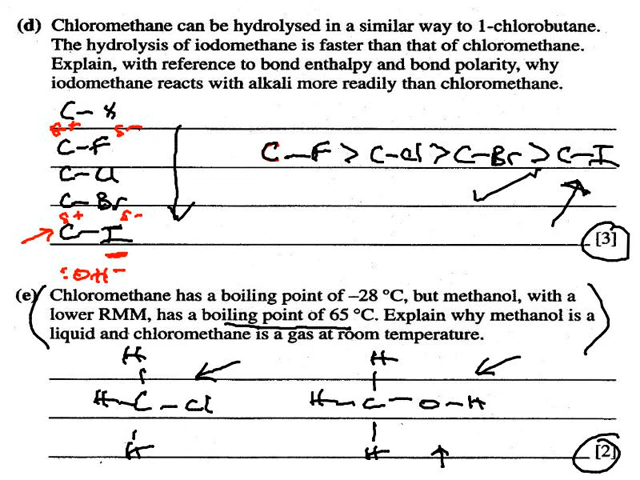 (d) Chloromethane can be hydrolysed in a similar way to 1-chlorobutane.
The hydrolysis of iodomethane is faster than that of chloromethane.
Explain, with reference to bond enthalpy and bond polarity, why
iodomethane reacts with alkali more readily than chloromethane.
C-X
δ+ δ-
C-F
C-F > C-Cl > C-Br > C-I
C-Cl
C-Br
δ+ δ-
C-I
[3]
:OH-
(e) Chloromethane has a boiling point of –28 °C, but methanol, with a
lower RMM, has a boiling point of 65 °C. Explain why methanol is a
liquid and chloromethane is a gas at room temperature.
H H
H-C-Cl H-C-O-H
H H
[2]